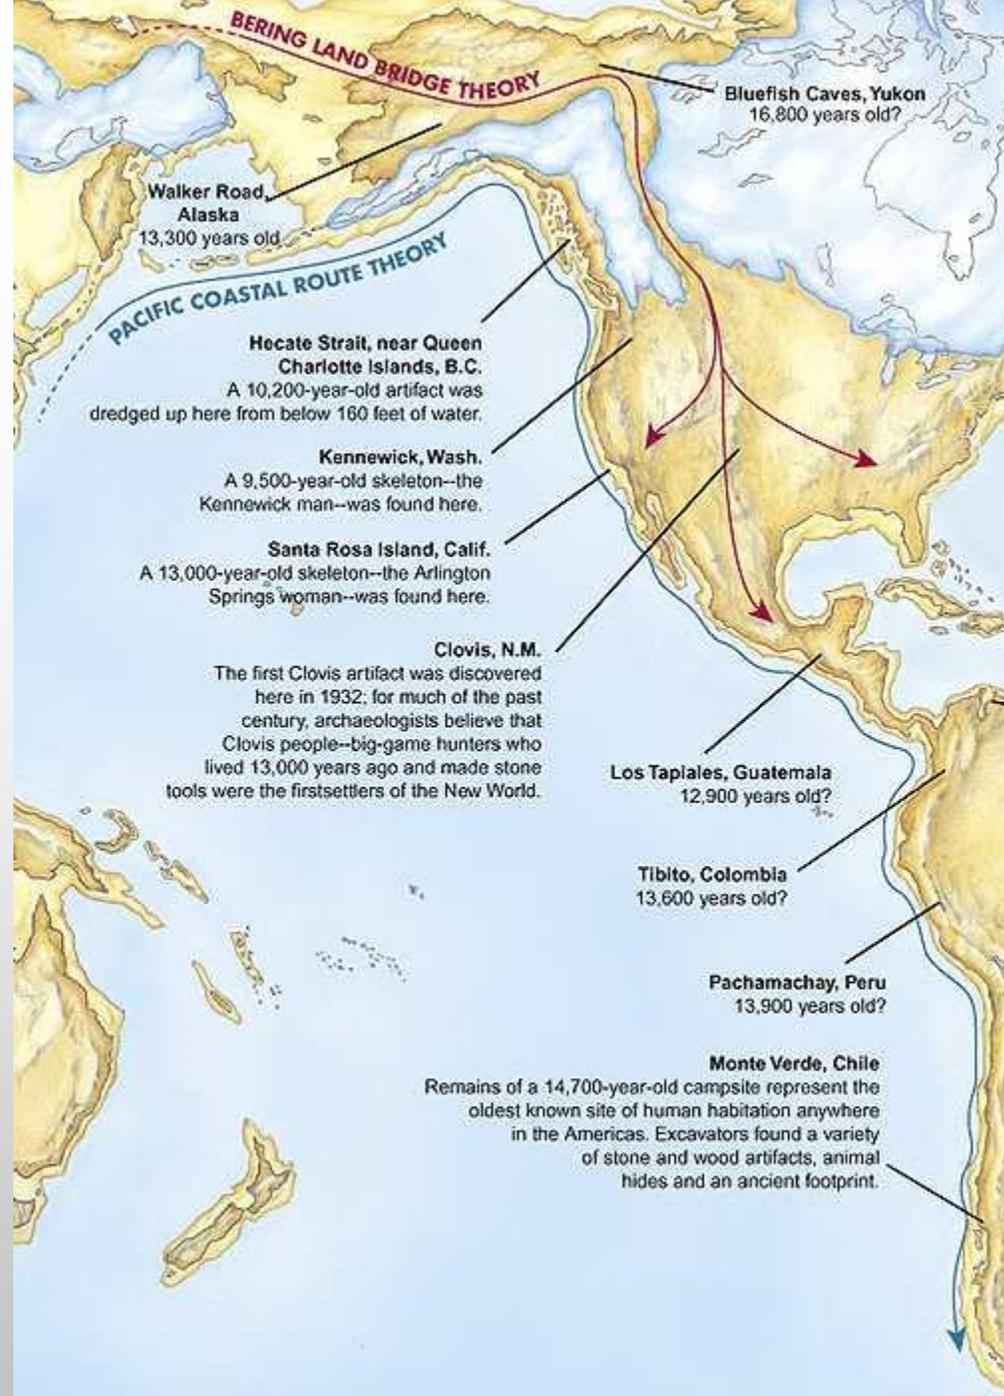 BERING LAND BRIDGE THEORY
Bluefish Caves, Yukon
16,800 years old?
Walker Road,
Alaska
13,300 years old
PACIFIC COASTAL ROUTE THEORY
Hecate Strait, near Queen
Charlotte Islands, B.C.
A 10,200-year-old artifact was
dredged up here from below 160 feet of water.
Kennewick, Wash.
A 9,500-year-old skeleton--the
Kennewick man--was found here.
Santa Rosa Island, Calif.
A 13,000-year-old skeleton--the Arlington
Springs woman--was found here.
Clovis, N.M.
The first Clovis artifact was discovered
here in 1932; for much of the past
century, archaeologists believe that
Clovis people--big-game hunters who
lived 13,000 years ago and made stone
tools were the firstsettlers of the New World.
Los Tapiales, Guatemala
12,900 years old?
Tibito, Colombia
13,600 years old?
Pachamachay, Peru
13,900 years old?
Monte Verde, Chile
Remains of a 14,700-year-old campsite represent the
oldest known site of human habitation anywhere
in the Americas. Excavators found a variety
of stone and wood artifacts, animal
hides and an ancient footprint.